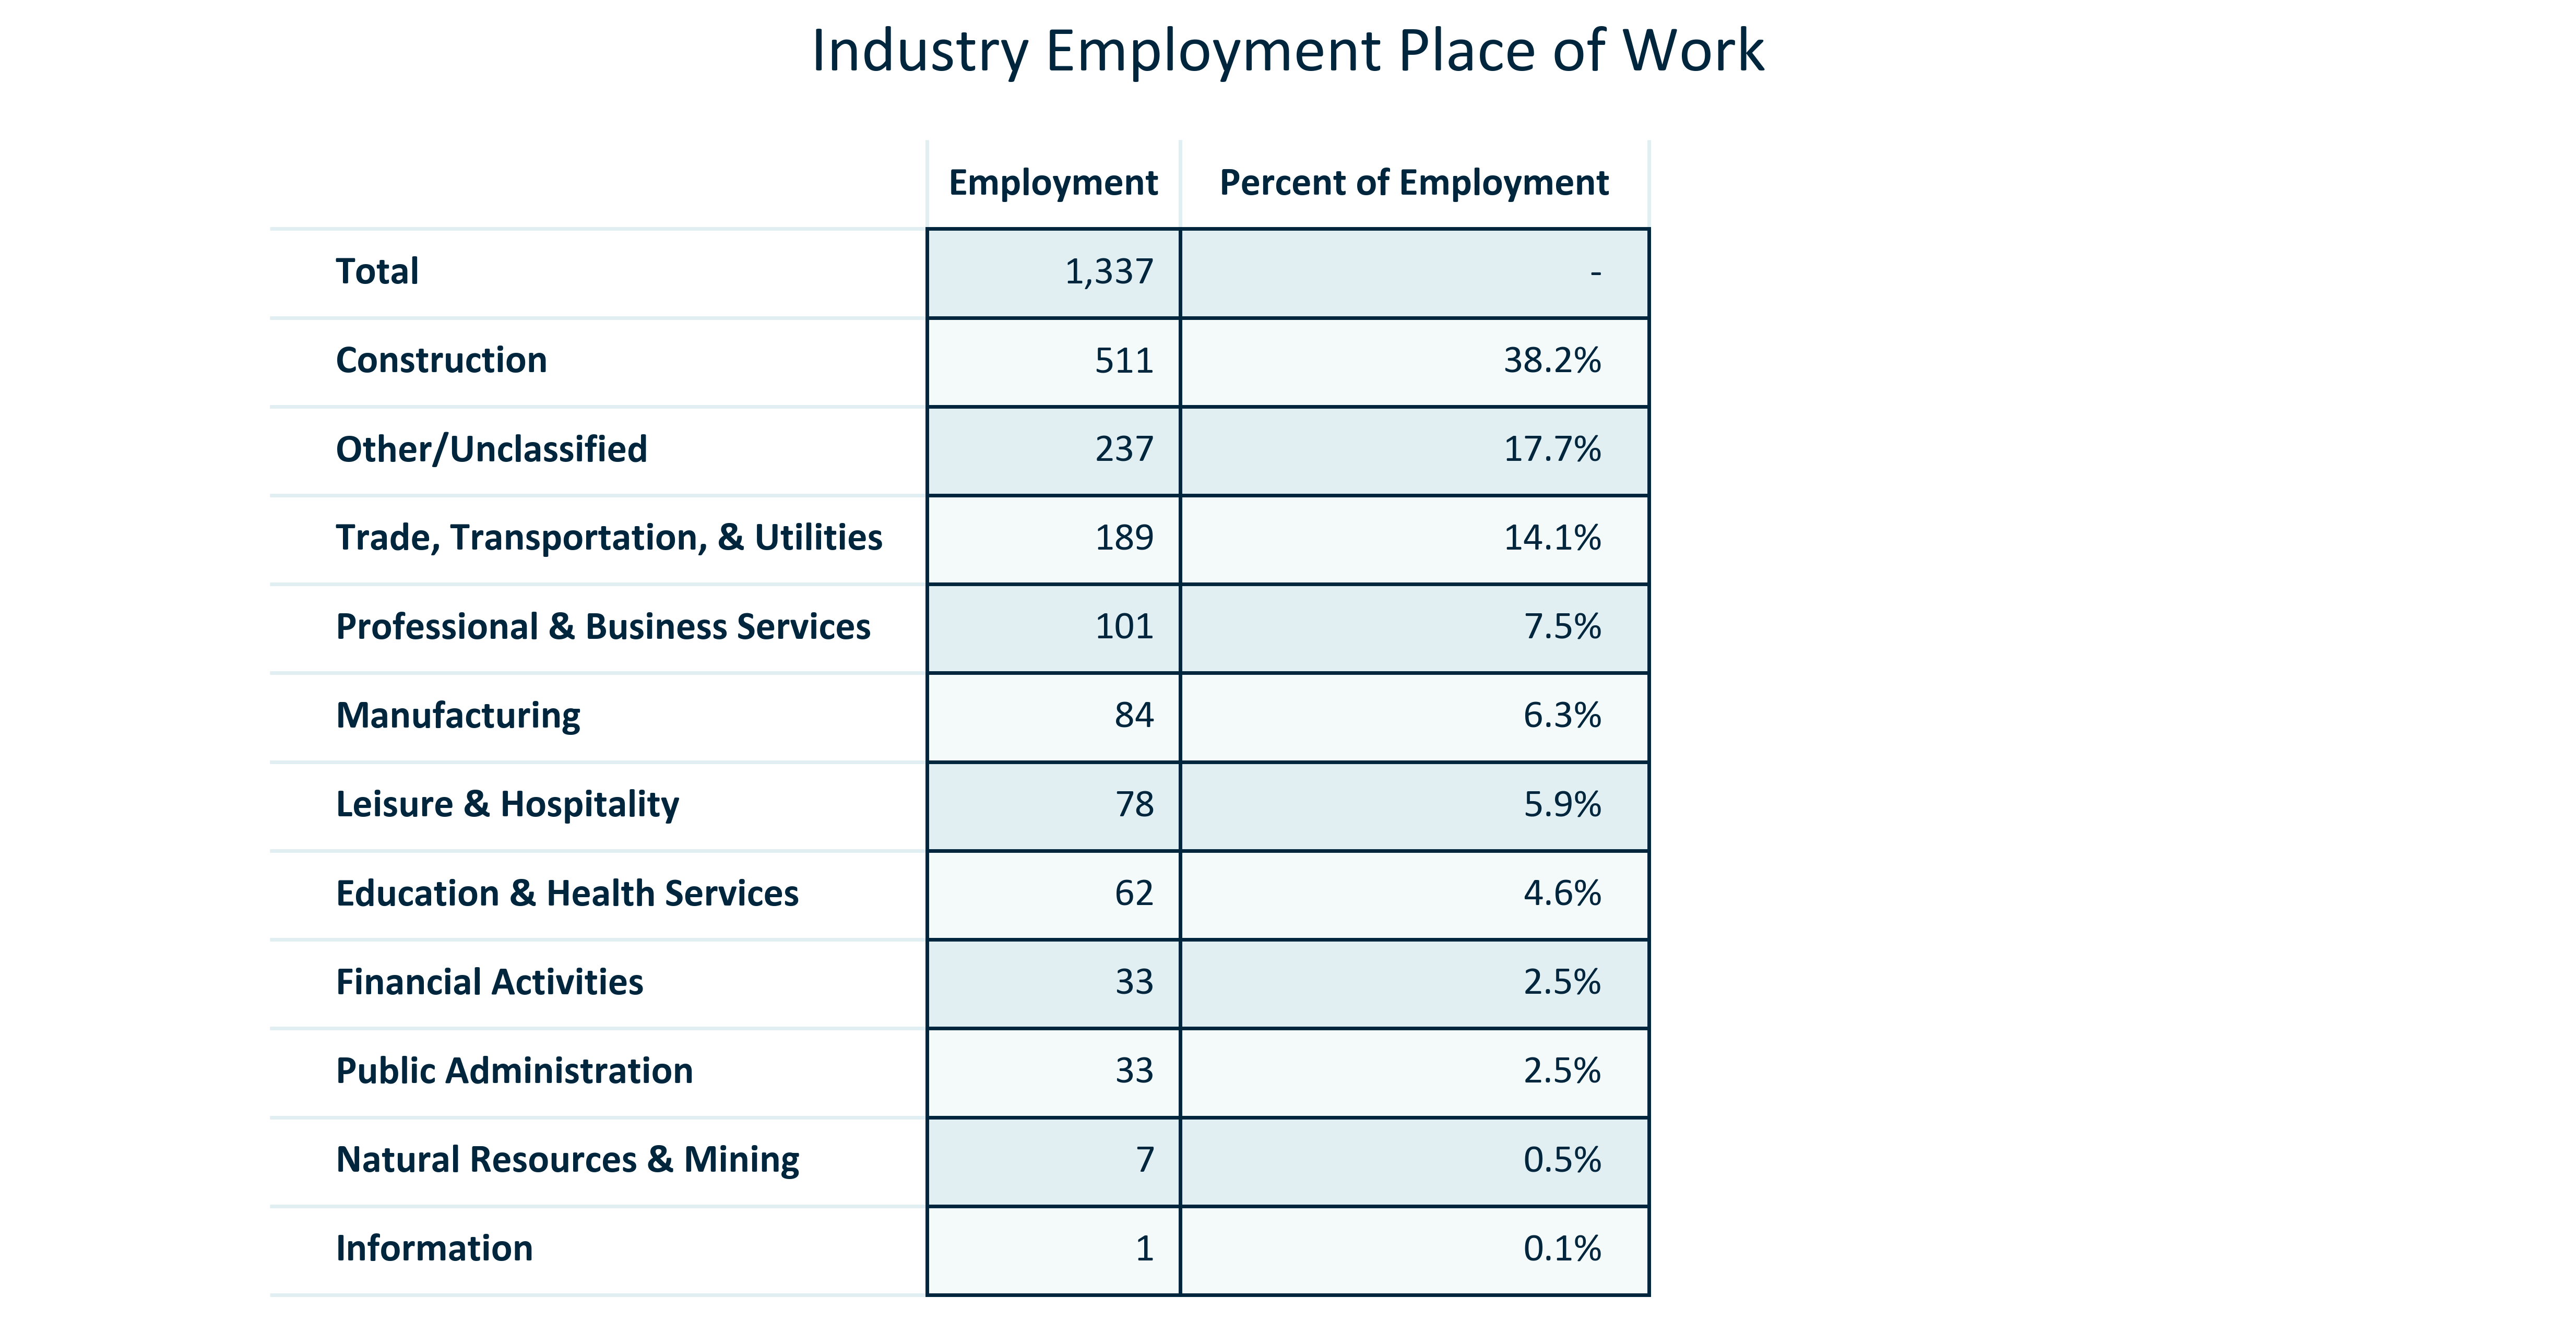 Industry Employment Place of Work
Employment Percent of Employment
Total 1,337 -
Construction 511 38.2%
Other/Unclassified 237 17.7%
Trade, Transportation, & Utilities 189 14.1%
Professional & Business Services 101 7.5%
Manufacturing 84 6.3%
Leisure & Hospitality 78 5.9%
Education & Health Services 62 4.6%
Financial Activities 33 2.5%
Public Administration 33 2.5%
Natural Resources & Mining 7 0.5%
Information 1 0.1%